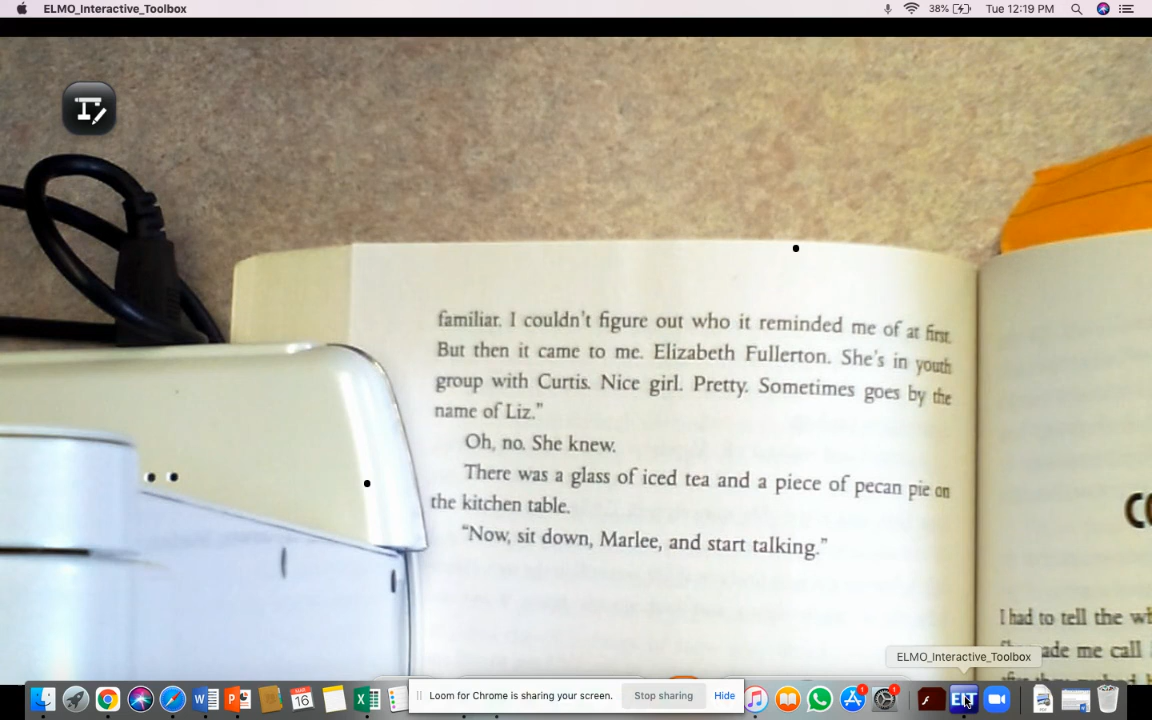 ELMO_Interactive_Toolbox
38%
Tue 12:19 PM
familiar. I couldn't figure out who it reminded me of at first.
But then it came to me. Elizabeth Fullerton. She's in youth
group with Curtis. Nice girl. Pretty. Sometimes goes by the
name of Liz."
Oh, no. She knew.
There was a glass of iced tea and a piece of pecan pie on
the kitchen table.
"Now, sit down, Marlee, and start talking."
I had to tell the
ade me call
ELMO_Interactive_Toolbox
Loom for Chrome is sharing your screen.
Stop sharing
Hide
MAR
16